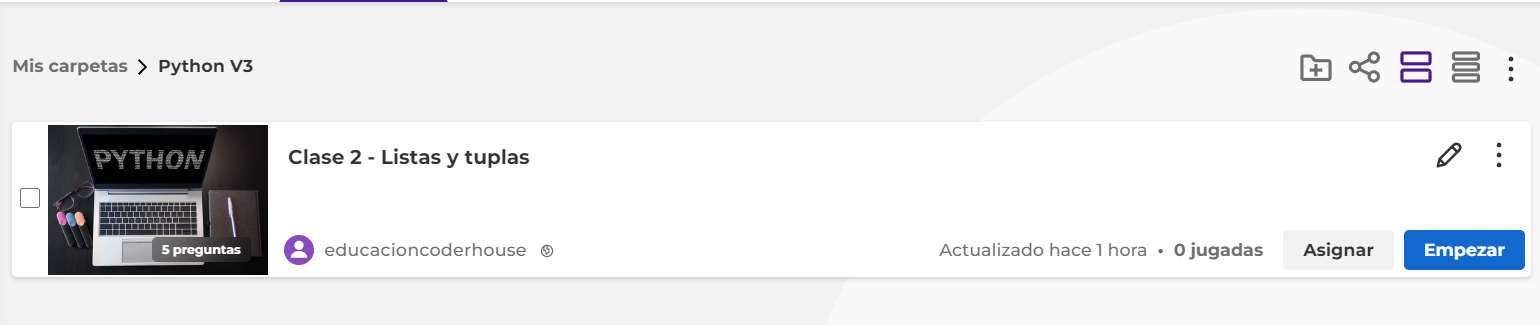 Mis carpetas > Python V3
PYTHON
Clase 2 - Listas y tuplas
5 preguntas
educacioncoderhouse
Actualizado hace 1 hora • 0 jugadas
Asignar
Empezar